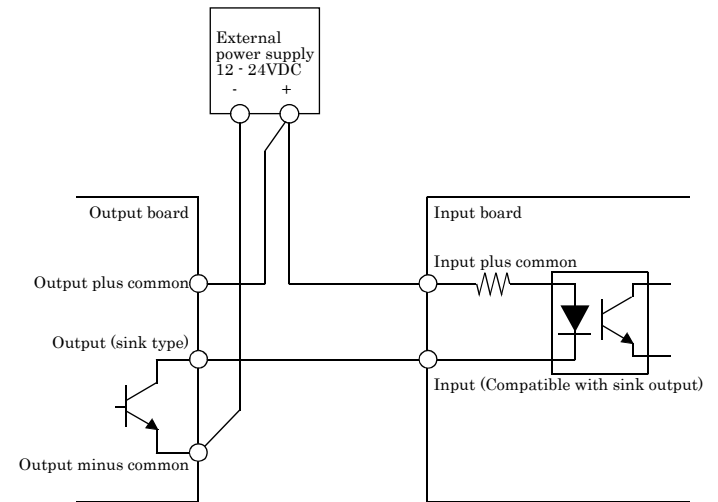 External
power supply
12 - 24VDC
- +
Output board
Input board
Output plus common
Input plus common
Output (sink type)
Input (Compatible with sink output)
Output minus common